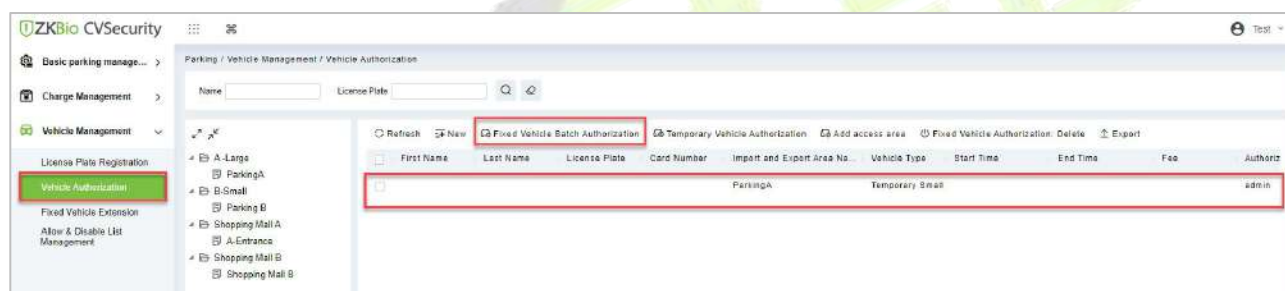 ZKBio CVSecurity
Test
Basic parking manage...
Parking / Vehicle Management / Vehicle Authorization
Charge Management
Name
License Plate
Vehicle Management
Refresh New Fixed Vehicle Batch Authorization Temporary Vehicle Authorization Add access area Fixed Vehicle Authorization: Delete Export
License Plate Registration
Vehicle Authorization
Fixed Vehicle Extension
Allow & Disable List
Management
A-Large
ParkingA
B-Small
Parking B
Shopping Mall A
A-Entrance
Shopping Mall B
Shopping Mall B
First Name Last Name License Plate Card Number Import and Export Area Na... Vehicle Type Start Time End Time Fee Authoriz
ParkingA Temporary Small admin